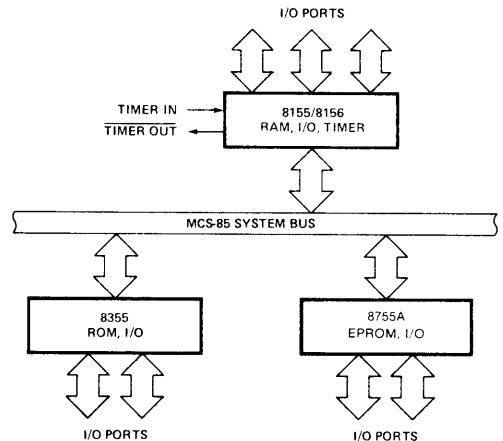 I/O PORTS
TIMER IN
TIMER OUT
8155/8156
RAM, I/O, TIMER
MCS-85 SYSTEM BUS
8355
ROM, I/O
8755A
EPROM, I/O
I/O PORTS
I/O PORTS